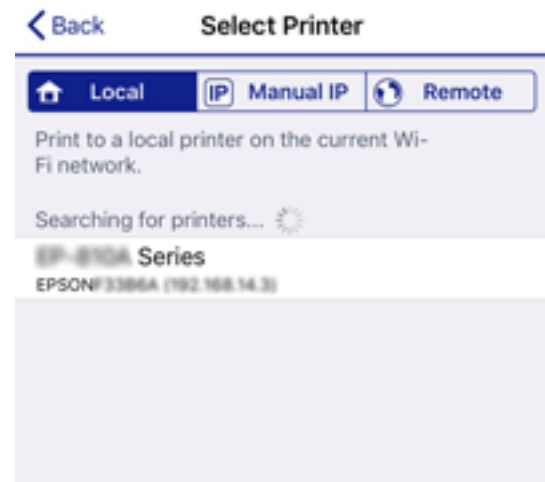 Back Select Printer
Local IP Manual IP Remote
Print to a local printer on the current Wi-
Fi network.
Searching for printers...
Series
EPSON